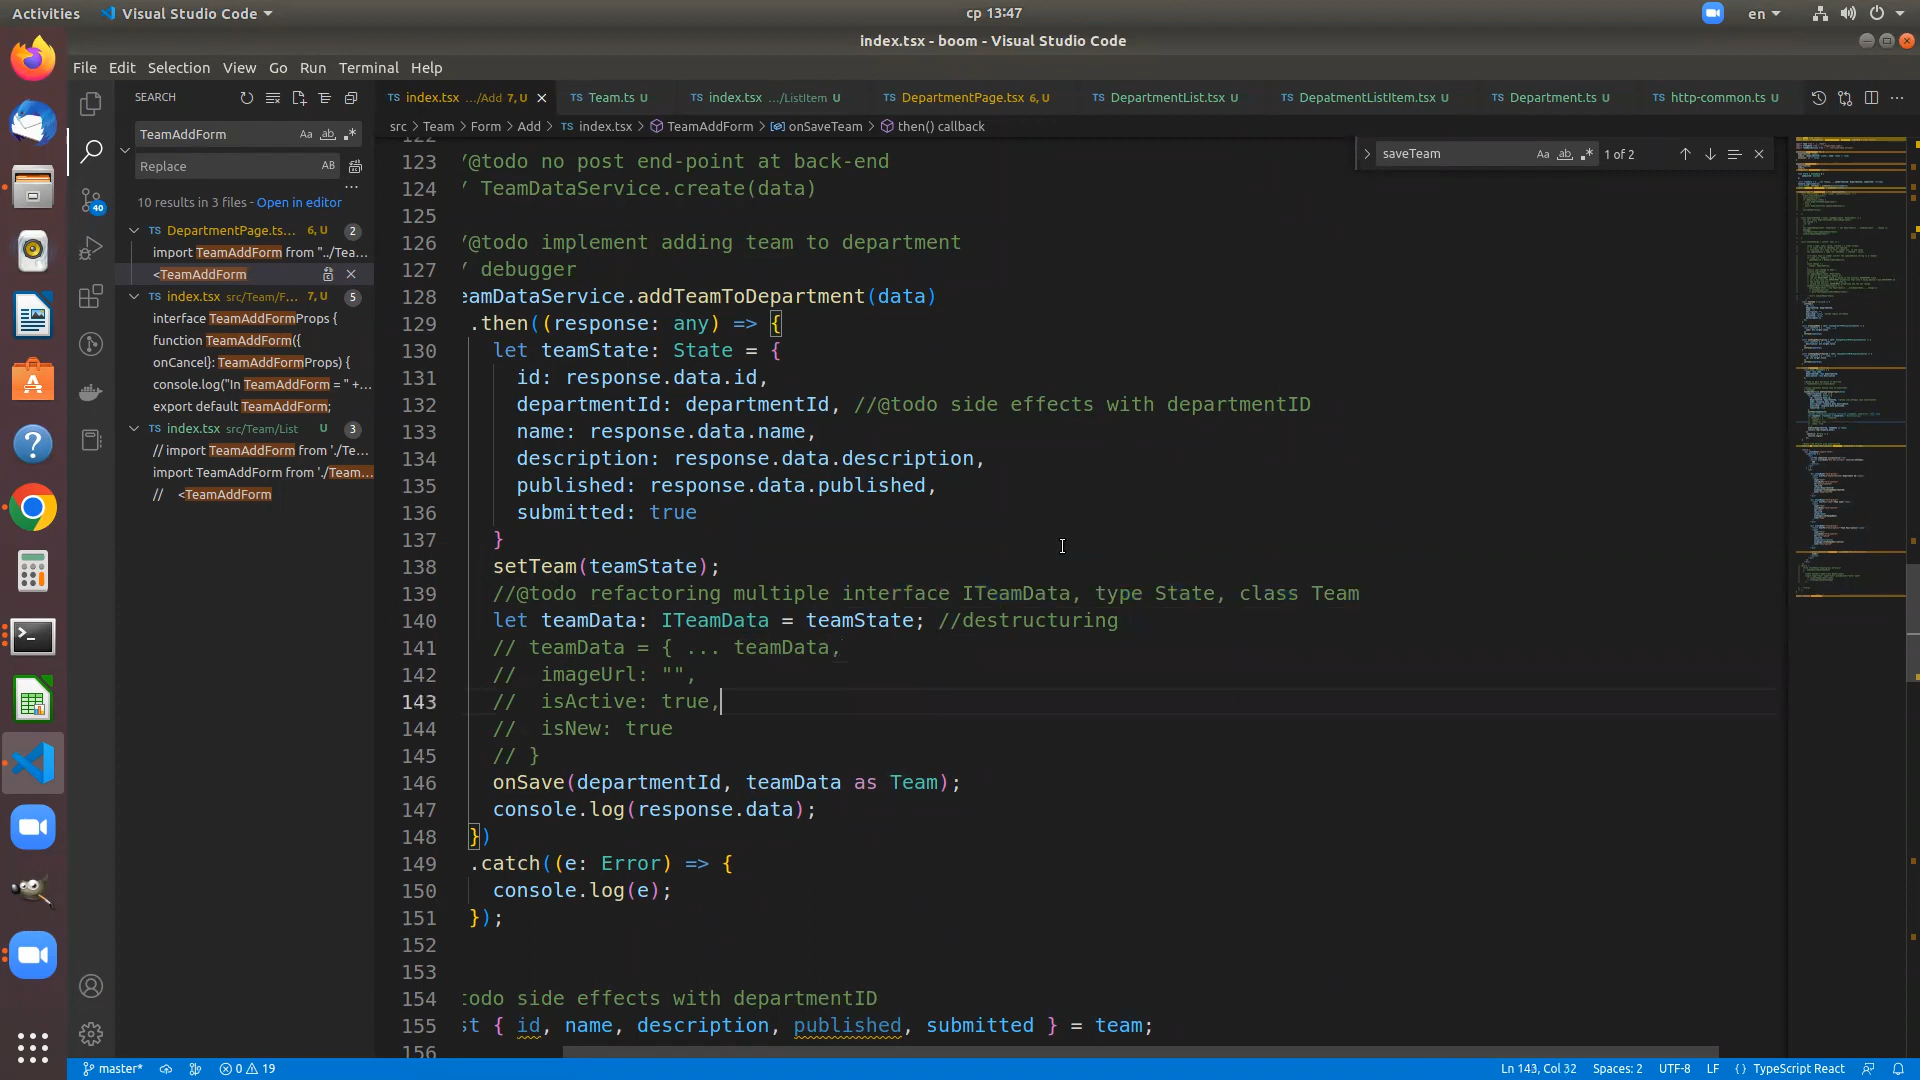 Activities
Visual Studio Code
ср 13:47
en
index.tsx - boom - Visual Studio Code
File Edit Selection View Go Run Terminal Help
SEARCH
index.tsx .../Add 7, U
Team.ts U
index.tsx .../ListItem U
DepartmentPage.tsx 6, U
DepartmentList.tsx U
DepatmentListItem.tsx U
Department.ts U
http-common.ts U
TeamAddForm
Aa ab
src > Team > Form > Add > index.tsx > TeamAddForm > onSaveTeam > then() callback
Replace
AB
saveTeam
Aa ab
1 of 2
10 results in 3 files - Open in editor
DepartmentPage.ts... 6, U 2
import TeamAddForm from "../Tea...
<TeamAddForm
index.tsx src/Team/F... 7, U 5
interface TeamAddFormProps {
function TeamAddForm({
onCancel}: TeamAddFormProps) {
console.log("In TeamAddForm = " +...
export default TeamAddForm;
index.tsx src/Team/List U 3
// import TeamAddForm from './Te...
import TeamAddForm from './Team...
// <TeamAddForm
40
123 /@todo no post end-point at back-end
124 / TeamDataService.create(data)
125
126 /@todo implement adding team to department
127 / debugger
128 eamDataService.addTeamToDepartment(data)
129 .then((response: any) => {
130 let teamState: State = {
131 id: response.data.id,
132 departmentId: departmentId, //@todo side effects with departmentID
133 name: response.data.name,
134 description: response.data.description,
135 published: response.data.published,
136 submitted: true
137 }
138 setTeam(teamState);
139 //@todo refactoring multiple interface ITeamData, type State, class Team
140 let teamData: ITeamData = teamState; //destructuring
141 // teamData = { ... teamData,
142 // imageUrl: "",
143 // isActive: true,
144 // isNew: true
145 // }
146 onSave(departmentId, teamData as Team);
147 console.log(response.data);
148 })
149 .catch((e: Error) => {
150 console.log(e);
151 });
152
153
154 todo side effects with departmentID
155 st { id, name, description, published, submitted } = team;
156
master*
0 19
Ln 143, Col 32
Spaces: 2
UTF-8
LF
{} TypeScript React